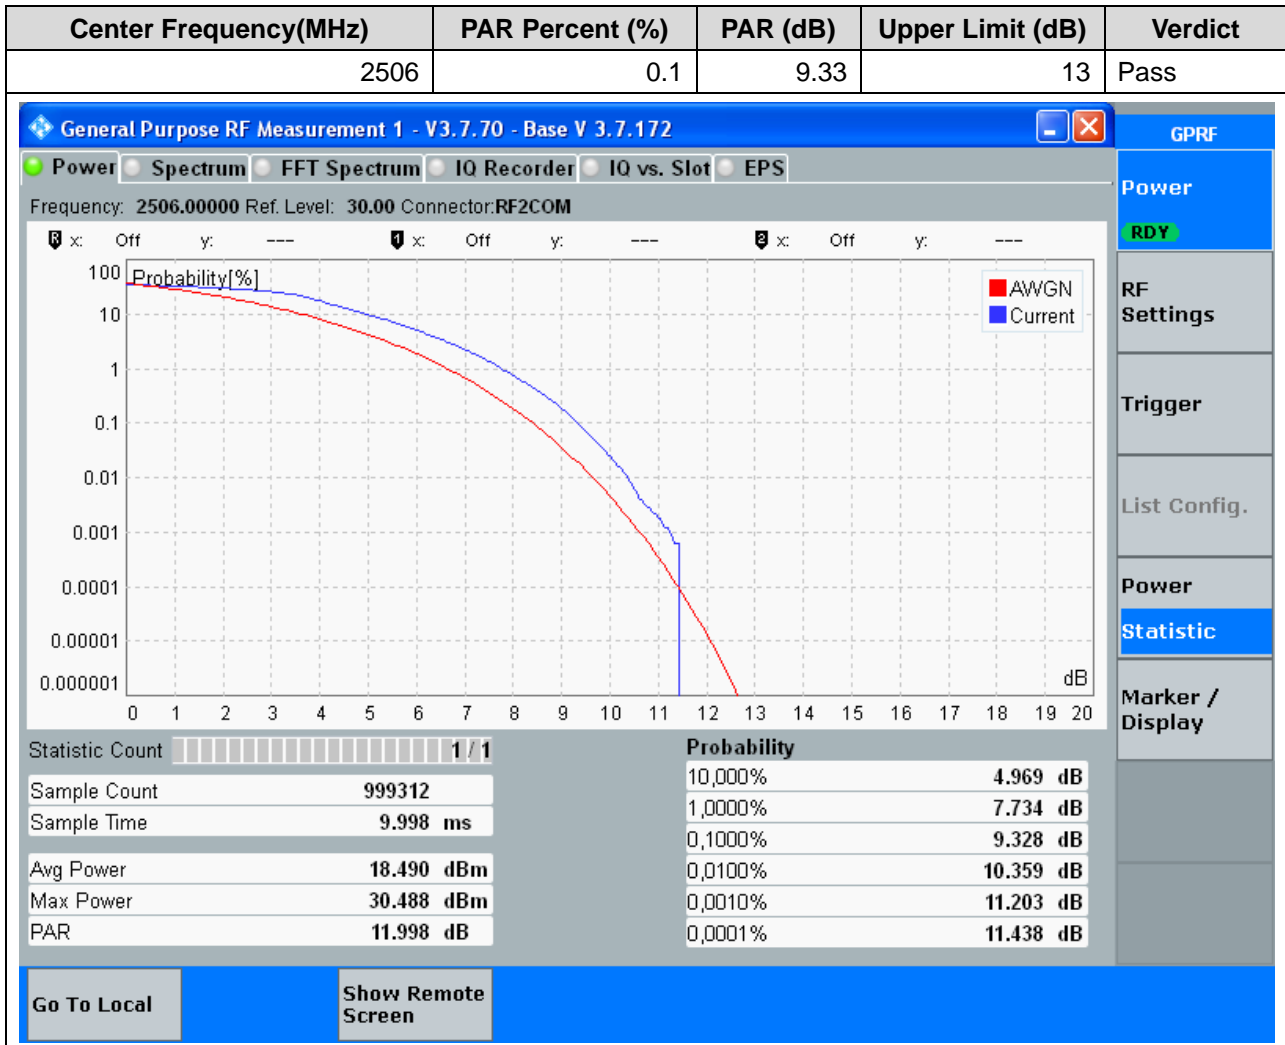 Center Frequency(MHz) PAR Percent (%) PAR (dB) Upper Limit (dB) Verdict
2506 0.1 9.33 13 Pass
General Purpose RF Measurement 1 - V3.7.70 - Base V 3.7.172
GPRF
Power Spectrum FFT Spectrum IQ Recorder IQ vs. Slot EPS
Power
RDY
Frequency: 2506.00000 Ref. Level: 30.00 Connector:RF2COM
R x: Off y: --- 1 x: Off y: --- 2 x: Off y: ---
Probability[%]
AWGN
Current
100
10
1
0.1
0.01
0.001
0.0001
0.00001
0.000001
dB
0 1 2 3 4 5 6 7 8 9 10 11 12 13 14 15 16 17 18 19 20
RF
Settings
Trigger
List Config.
Power
Statistic
Marker /
Display
Statistic Count 1 / 1
Sample Count 999312
Sample Time 9.998 ms
Avg Power 18.490 dBm
Max Power 30.488 dBm
PAR 11.998 dB
Probability
10,000% 4.969 dB
1,0000% 7.734 dB
0,1000% 9.328 dB
0,0100% 10.359 dB
0,0010% 11.203 dB
0,0001% 11.438 dB
Go To Local
Show Remote
Screen